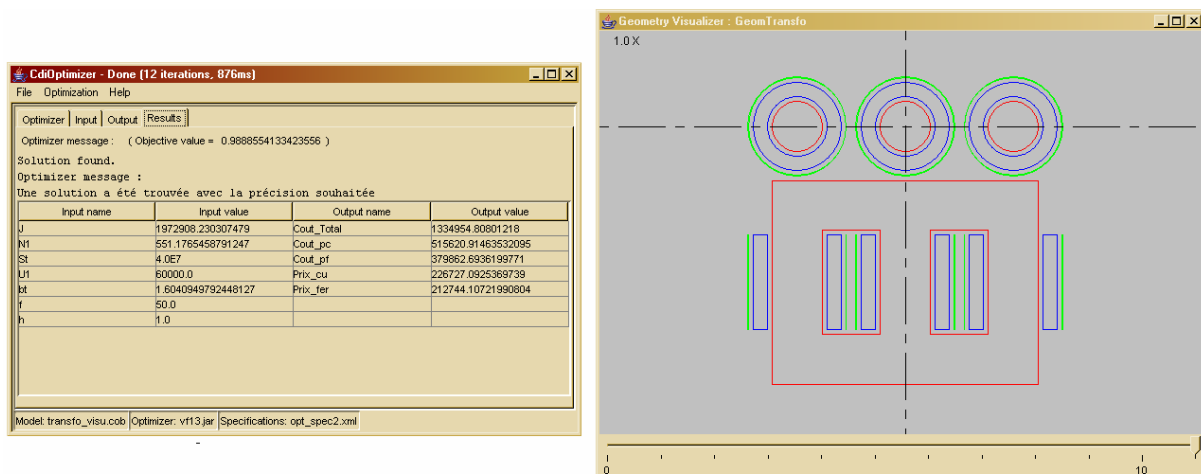 CdiOptimizer - Done (12 iterations, 876ms)
File Optimization Help
Optimizer Input Output Results
Optimizer message : ( Objective value = 0.9888554133423556 )
Solution found.
Optimizer message :
Une solution a été trouvée avec la précision souhaitée
Input name Input value Output name Output value
J 1972908.230307479 Cout_Total 1334954.80801218
N1 551.1765458791247 Cout_pc 515620.91463532095
St 4.0E7 Cout_pf 379862.6936199771
U1 60000.0 Prix_cu 226727.0925369739
bt 1.6040949792448127 Prix_fer 212744.10721990804
f 50.0
h 1.0
Model: transfo_visu.cob Optimizer: vf13.jar Specifications: opt_spec2.xml
Geometry Visualizer : GeomTransfo
1.0 X
0 10